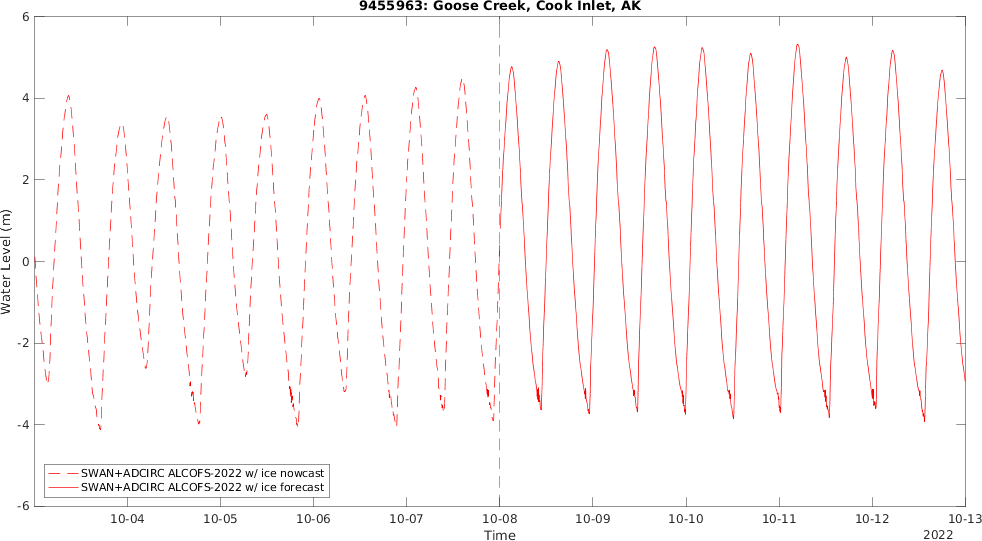 9455963: Goose Creek, Cook Inlet, AK
6
4
2
0
-2
-4
-6
Water Level (m)
SWAN+ADCIRC ALCOFS-2022 w/ ice nowcast
SWAN+ADCIRC ALCOFS-2022 w/ ice forecast
10-04 10-05 10-06 10-07 10-08 10-09 10-10 10-11 10-12 10-13
Time
2022